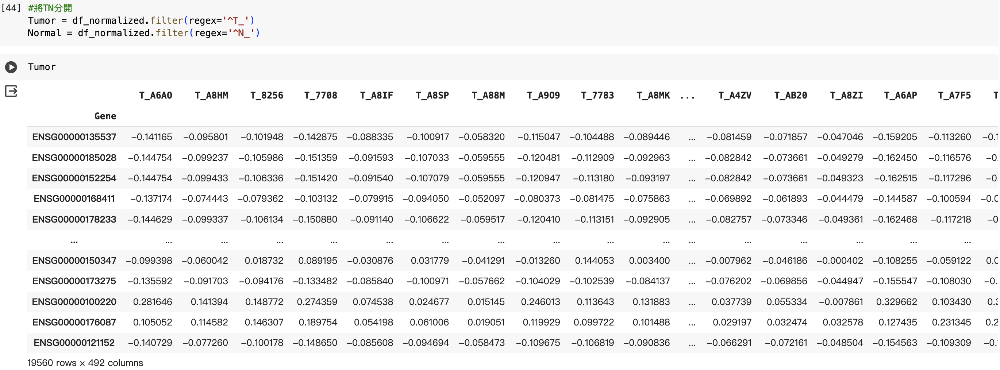 [44] #將TN分開
Tumor = df_normalized.filter(regex='^T_')
Normal = df_normalized.filter(regex='^N_')
Tumor
T_A6AO T_A8HM T_8256 T_7708 T_A8IF T_A8SP T_A88M T_A9O9 T_7783 T_A8MK ... T_A4ZV T_AB20 T_A8ZI T_A6AP T_A7F5
Gene
ENSG00000135537 −0.141165 −0.095801 −0.101948 −0.142875 −0.088335 −0.100917 −0.058320 −0.115047 −0.104488 −0.089446 ... −0.081459 −0.071857 −0.047046 −0.159205 −0.113260
ENSG00000185028 −0.144754 −0.099237 −0.105986 −0.151359 −0.091593 −0.107033 −0.059555 −0.120481 −0.112909 −0.092963 ... −0.082842 −0.073661 −0.049279 −0.162450 −0.116576
ENSG00000152254 −0.144754 −0.099433 −0.106336 −0.151420 −0.091540 −0.107079 −0.059555 −0.120947 −0.113180 −0.093197 ... −0.082842 −0.073661 −0.049323 −0.162515 −0.117296
ENSG00000168411 −0.137174 −0.074443 −0.079362 −0.103132 −0.079915 −0.094050 −0.052097 −0.080373 −0.081475 −0.075863 ... −0.069892 −0.061893 −0.044479 −0.144587 −0.100594
ENSG00000178233 −0.144629 −0.099337 −0.106134 −0.150880 −0.091140 −0.106622 −0.059517 −0.120410 −0.113151 −0.092905 ... −0.082757 −0.073346 −0.049361 −0.162468 −0.117218
... ... ... ... ... ... ... ... ... ... ... ... ... ... ... ... ...
ENSG00000150347 −0.099398 −0.060042 0.018732 0.089195 −0.030876 0.031779 −0.041291 −0.013260 0.144053 0.003400 ... −0.007962 −0.046186 −0.000402 −0.108255 −0.059122
ENSG00000173275 −0.135592 −0.091703 −0.094176 −0.133482 −0.085840 −0.100971 −0.057662 −0.104029 −0.102539 −0.084137 ... −0.076202 −0.069856 −0.044947 −0.155547 −0.108030
ENSG00000100220 0.281646 0.141394 0.148772 0.274359 0.074538 0.024677 0.015145 0.246013 0.113643 0.131883 ... 0.037739 0.055334 −0.007861 0.329662 0.103430
ENSG00000176087 0.105052 0.114582 0.146307 0.189754 0.054198 0.061006 0.019051 0.119929 0.099722 0.101488 ... 0.029197 0.032474 0.032578 0.127435 0.231345
ENSG00000121152 −0.140729 −0.077260 −0.100178 −0.148650 −0.085608 −0.094694 −0.058473 −0.109675 −0.106819 −0.090836 ... −0.066291 −0.072161 −0.048504 −0.154563 −0.109309
19560 rows × 492 columns